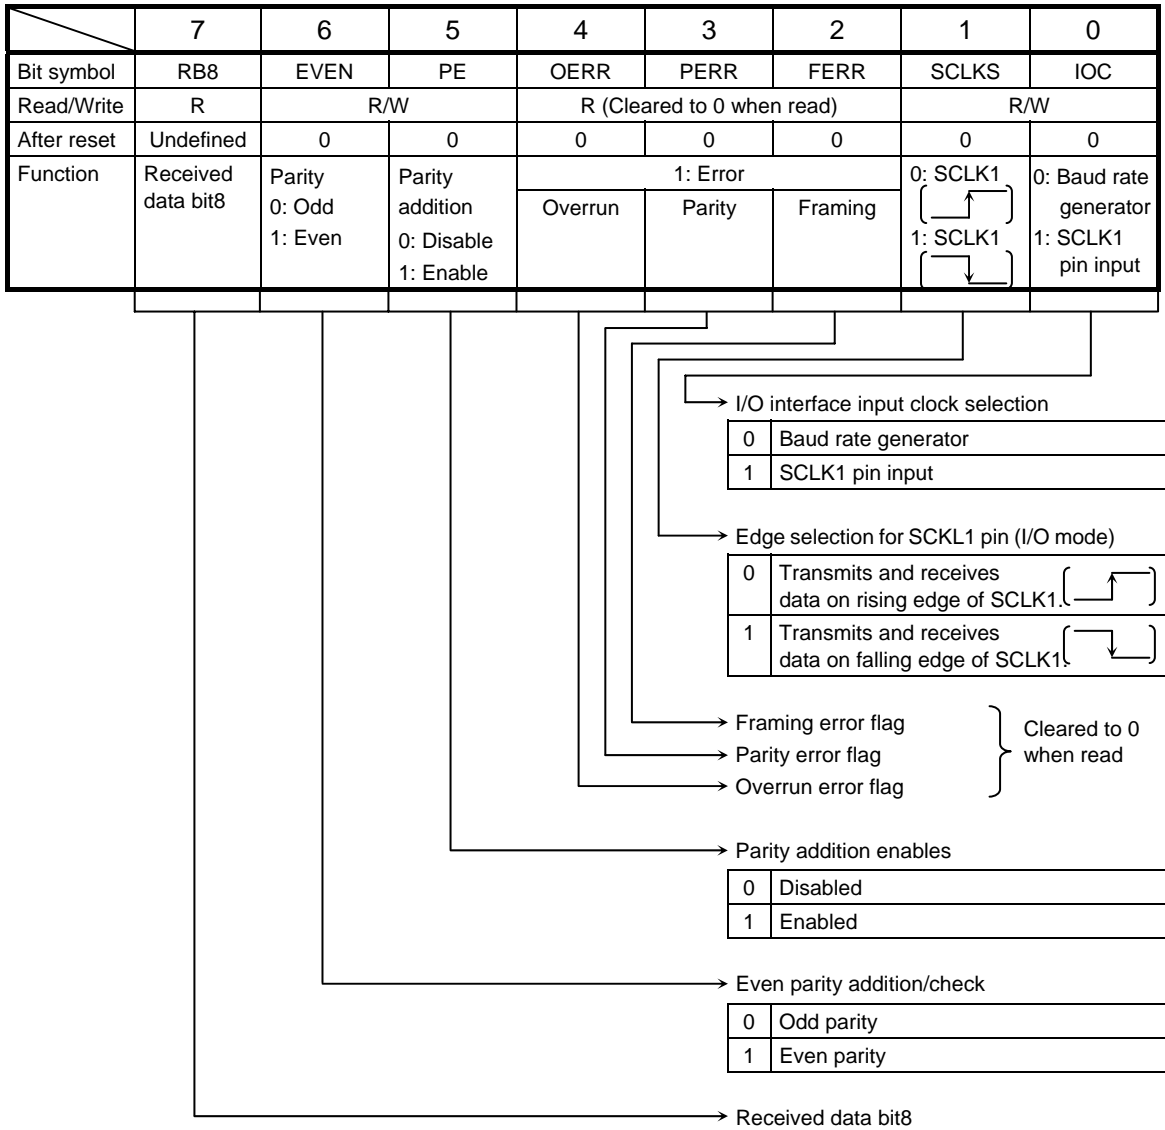 7 6 5 4 3 2 1 0
Bit symbol RB8 EVEN PE OERR PERR FERR SCLKS IOC
Read/Write R R/W R (Cleared to 0 when read) R/W
After reset Undefined 0 0 0 0 0 0 0
Function
Received
data bit8
Parity
0: Odd
1: Even
Parity
addition
0: Disable
1: Enable
1: Error
Overrun Parity Framing
0: SCLK1
1: SCLK1
0: Baud rate
generator
1: SCLK1
pin input
I/O interface input clock selection
0 Baud rate generator
1 SCLK1 pin input
Edge selection for SCKL1 pin (I/O mode)
0 Transmits and receives
data on rising edge of SCLK1.
1 Transmits and receives
data on falling edge of SCLK1.
Framing error flag
Parity error flag
Overrun error flag
Cleared to 0
when read
Parity addition enables
0 Disabled
1 Enabled
Even parity addition/check
0 Odd parity
1 Even parity
Received data bit8